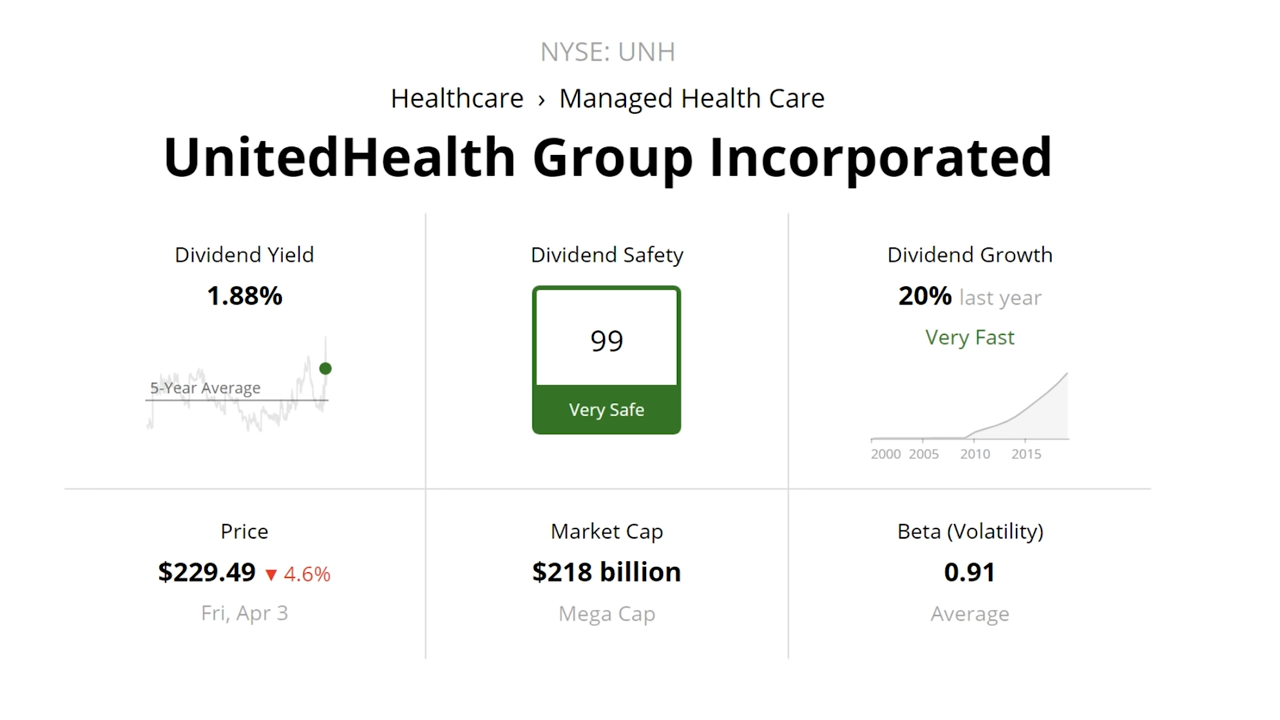 NYSE: UNH
Healthcare › Managed Health Care
UnitedHealth Group Incorporated
Dividend Yield
1.88%
5-Year Average
Dividend Safety
99
Very Safe
Dividend Growth
20% last year
Very Fast
2000 2005 2010 2015
Price
$229.49 ▼ 4.6%
Fri, Apr 3
Market Cap
$218 billion
Mega Cap
Beta (Volatility)
0.91
Average